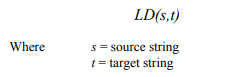 LD(s,t)
Where s = source string
t = target string